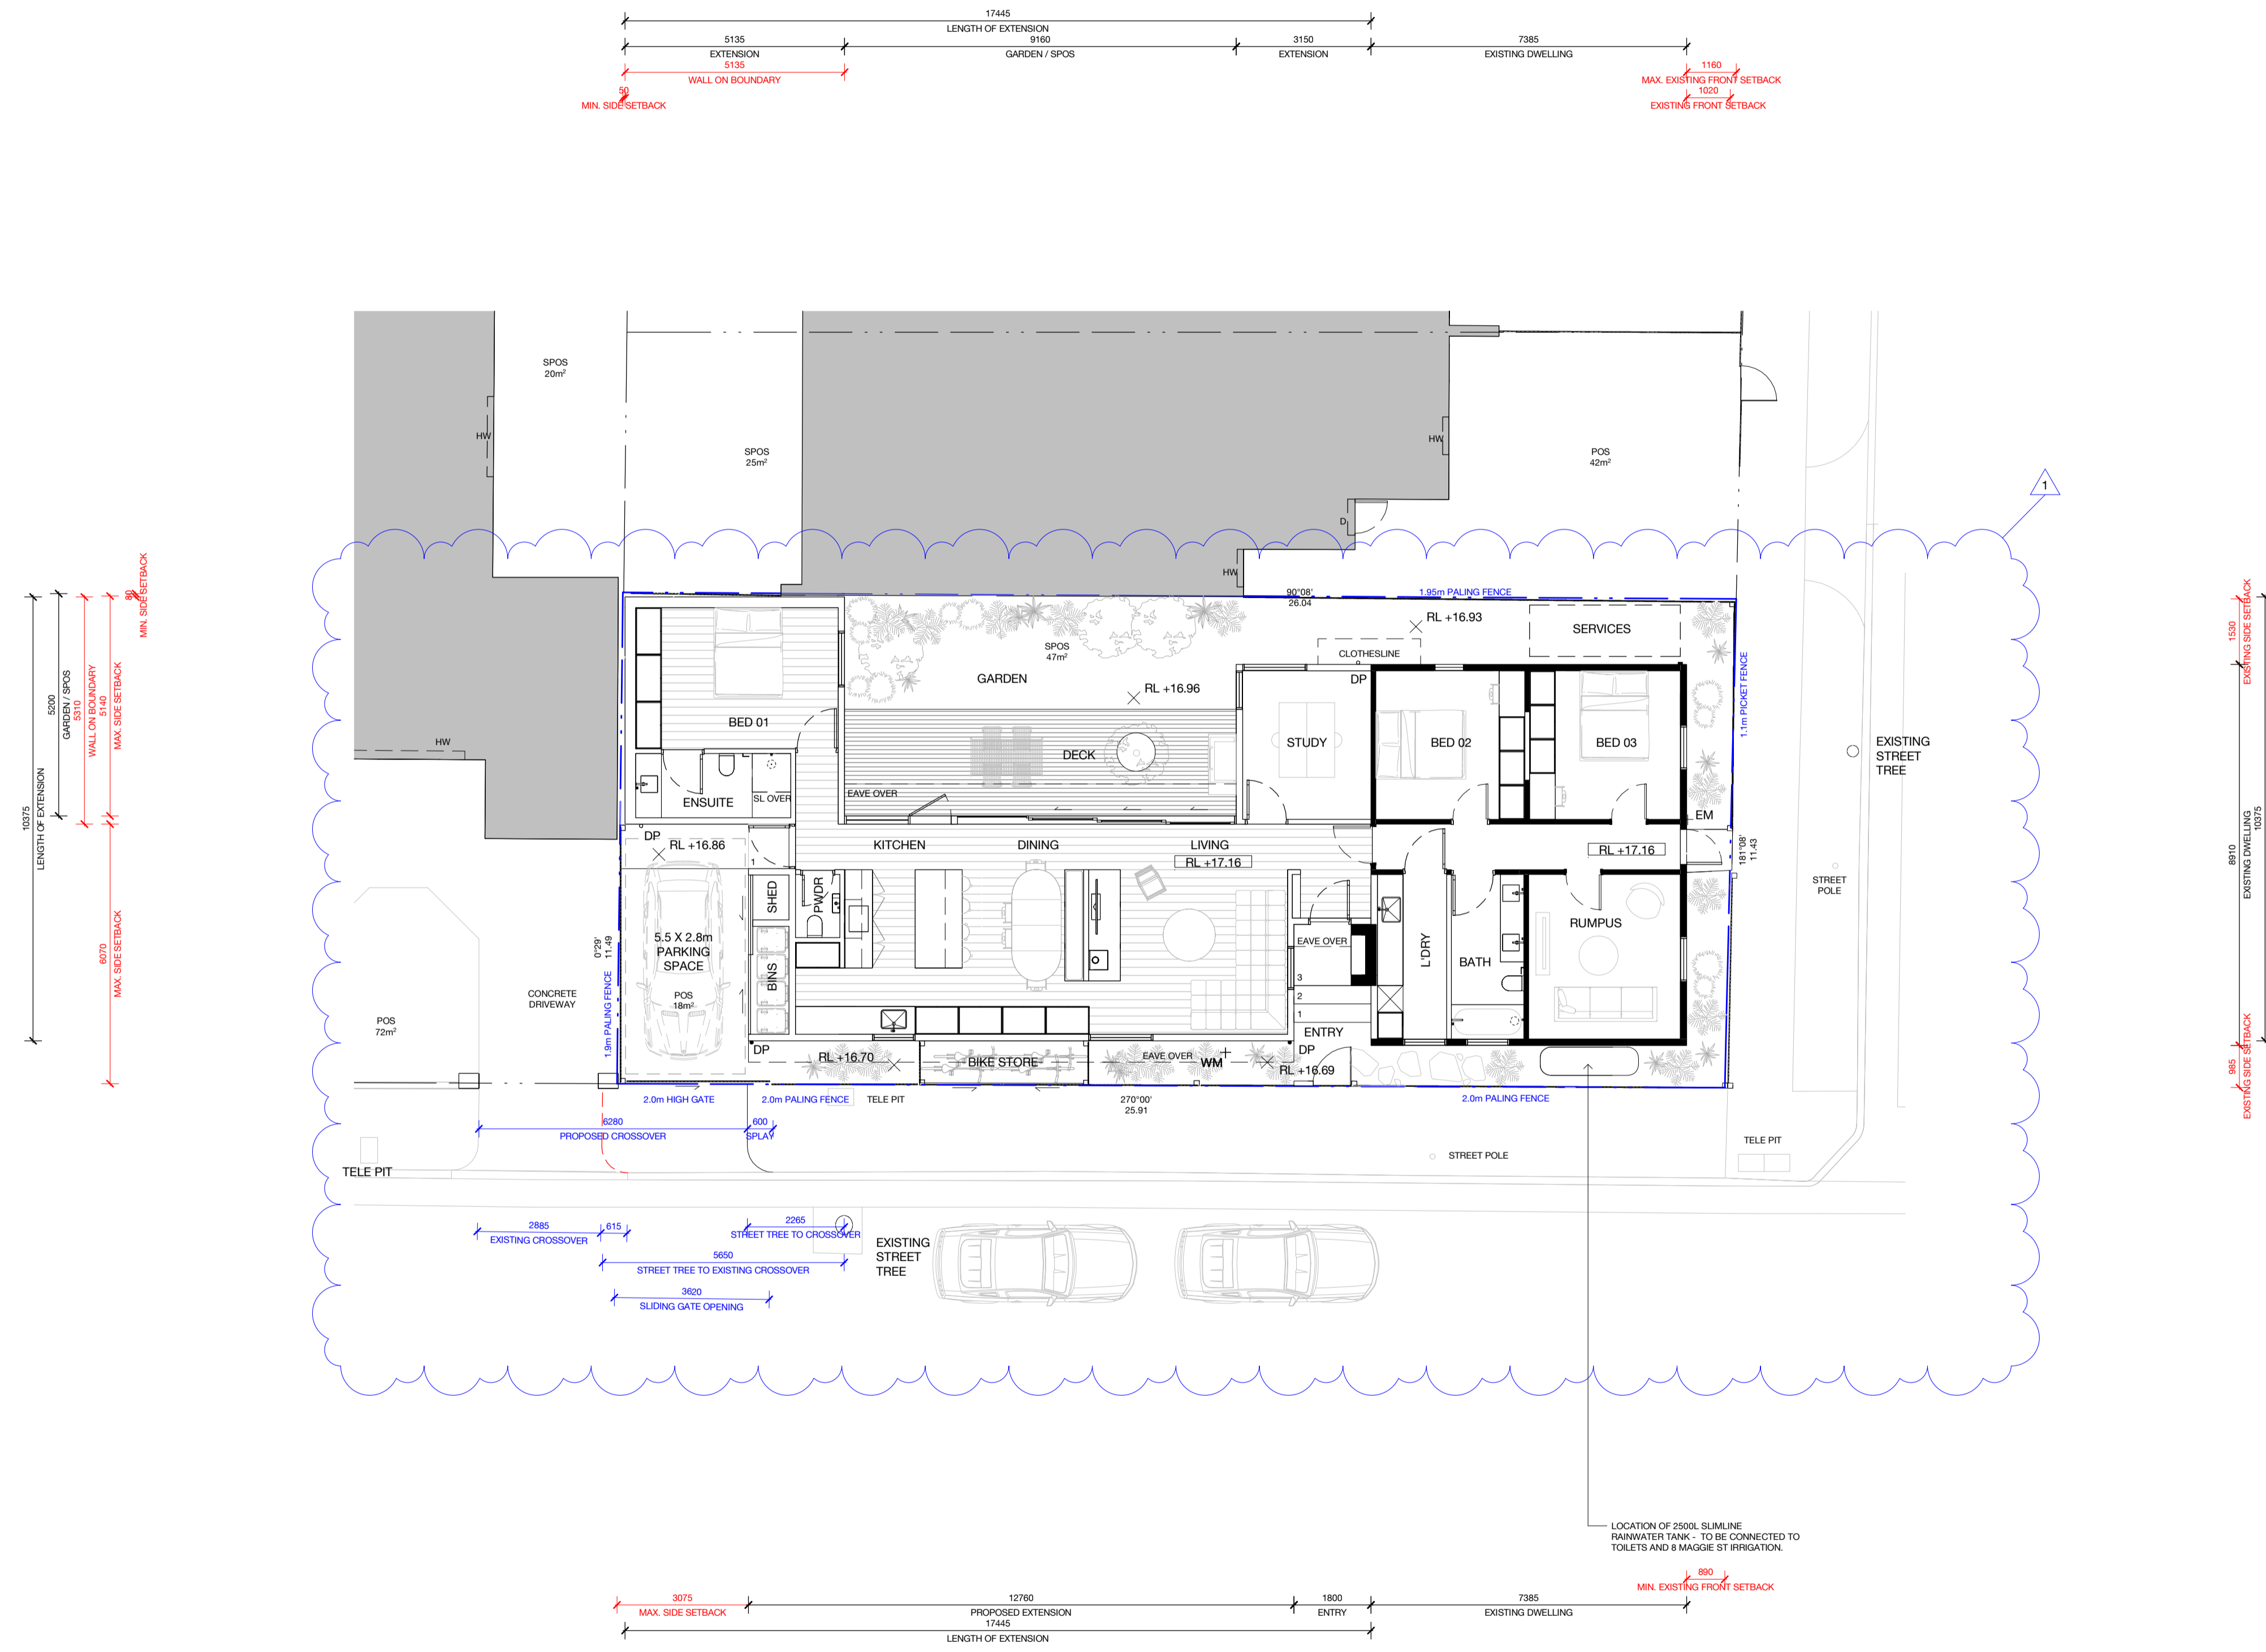 17445
LENGTH OF EXTENSION
5135
EXTENSION
9160
GARDEN / SPOS
3150
EXTENSION
7385
EXISTING DWELLING
5135
WALL ON BOUNDARY
50
MIN. SIDE SETBACK
1160
MAX. EXISTING FRONT SETBACK
1020
EXISTING FRONT SETBACK
SPOS
20m²
SPOS
25m²
POS
42m²
HW
HW
HW
HW
D
1
80
MIN. SIDE SETBACK
10375
LENGTH OF EXTENSION
5200
GARDEN / SPOS
5310
WALL ON BOUNDARY
5140
MAX. SIDE SETBACK
6070
MAX. SIDE SETBACK
90°08'
26.04
1.95m PALING FENCE
RL +16.93
SERVICES
SPOS
47m²
CLOTHESLINE
GARDEN
RL +16.96
DP
BED 01
DECK
STUDY
BED 02
BED 03
1.1m PICKET FENCE
EXISTING
STREET
TREE
ENSUITE
SL OVER
EAVE OVER
EM
DP
RL +16.86
KITCHEN
DINING
LIVING
RL +17.16
RL +17.16
181°08'
11.43
1
SHED
PWDR
STREET
POLE
5.5 X 2.8m
PARKING
SPACE
POS
18m²
BINS
EAVE OVER
3
2
1
ENTRY
L'DRY
BATH
RUMPUS
0°29'
11.49
1.9m PALING FENCE
CONCRETE
DRIVEWAY
POS
72m²
DP
RL +16.70
BIKE STORE
EAVE OVER
WM
DP
RL +16.69
1530
EXISTING SIDE SETBACK
8910
EXISTING DWELLING
10375
985
EXISTING SIDE SETBACK
2.0m HIGH GATE
2.0m PALING FENCE
TELE PIT
270°00'
25.91
2.0m PALING FENCE
6280
PROPOSED CROSSOVER
600
SPLAY
TELE PIT
STREET POLE
TELE PIT
2885
EXISTING CROSSOVER
615
2265
STREET TREE TO CROSSOVER
5650
STREET TREE TO EXISTING CROSSOVER
EXISTING
STREET
TREE
3620
SLIDING GATE OPENING
LOCATION OF 2500L SLIMLINE
RAINWATER TANK - TO BE CONNECTED TO
TOILETS AND 8 MAGGIE ST IRRIGATION.
890
MIN. EXISTING FRONT SETBACK
3075
MAX. SIDE SETBACK
12760
PROPOSED EXTENSION
1800
ENTRY
7385
EXISTING DWELLING
17445
LENGTH OF EXTENSION